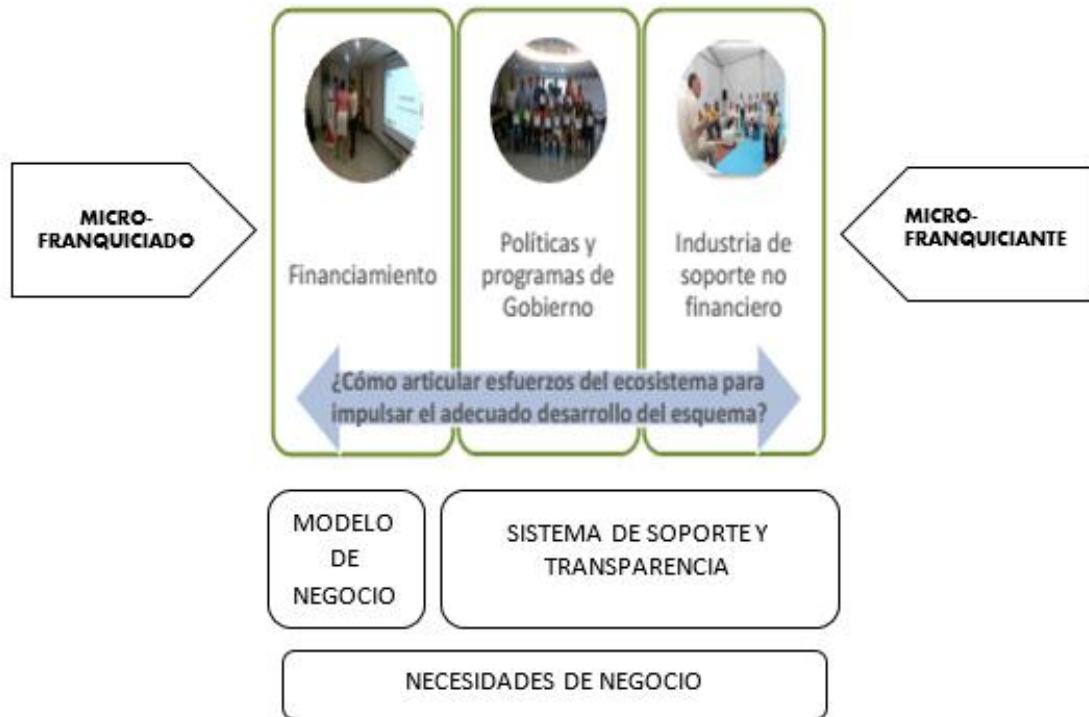 MICRO-
FRANQUICIADO
Financiamiento
Políticas y
programas de
Gobierno
Industria de
soporte no
financiero
MICRO-
FRANQUICIANTE
¿Cómo articular esfuerzos del ecosistema para
impulsar el adecuado desarrollo del esquema?
MODELO
DE
NEGOCIO
SISTEMA DE SOPORTE Y
TRANSPARENCIA
NECESIDADES DE NEGOCIO